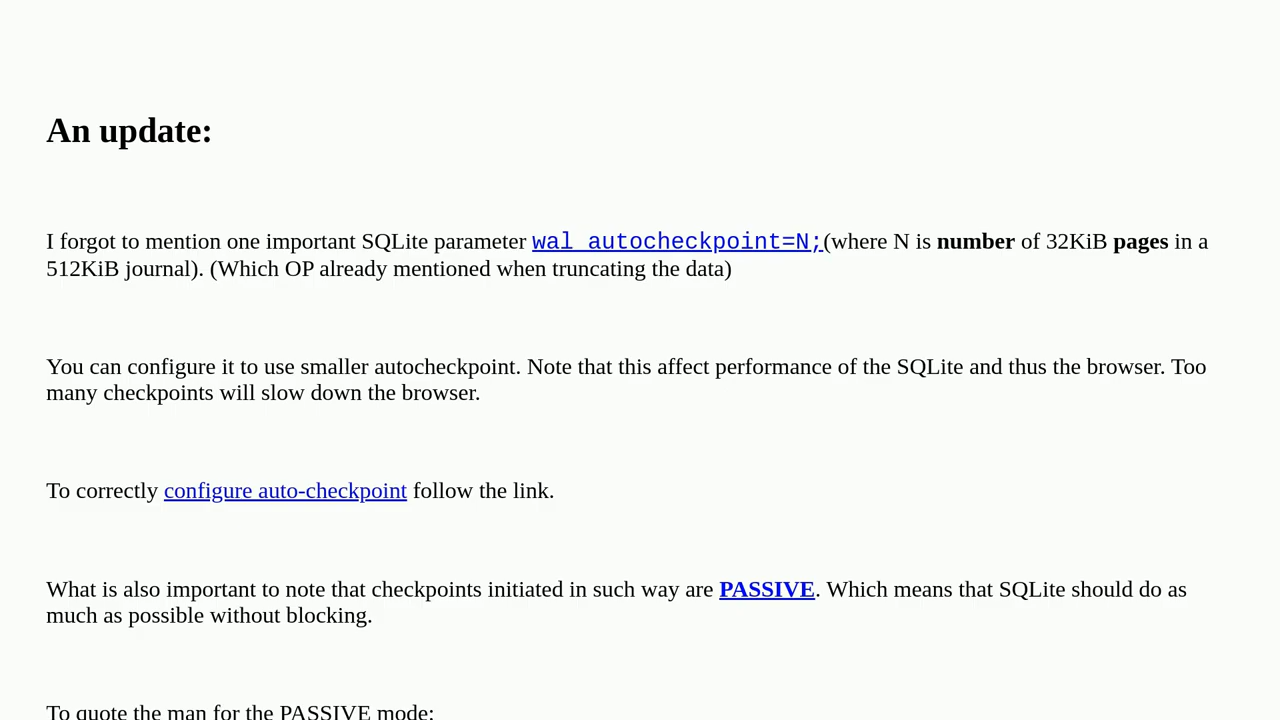 An update:
I forgot to mention one important SQLite parameter wal_autocheckpoint=N;(where N is number of 32KiB pages in a
512KiB journal). (Which OP already mentioned when truncating the data)
You can configure it to use smaller autocheckpoint. Note that this affect performance of the SQLite and thus the browser. Too
many checkpoints will slow down the browser.
To correctly configure auto-checkpoint follow the link.
What is also important to note that checkpoints initiated in such way are PASSIVE. Which means that SQLite should do as
much as possible without blocking.
To quote the man for the PASSIVE mode: